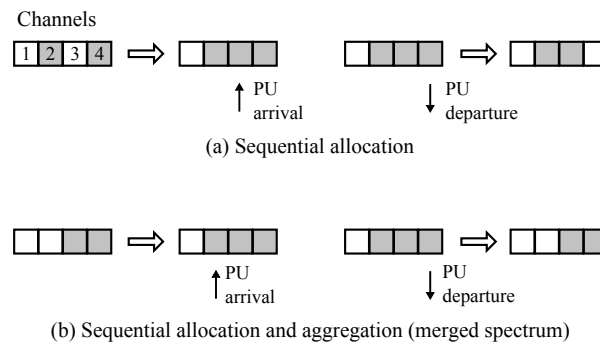 Channels
1 2 3 4
PU
arrival
PU
departure
(a) Sequential allocation
PU
arrival
PU
departure
(b) Sequential allocation and aggregation (merged spectrum)